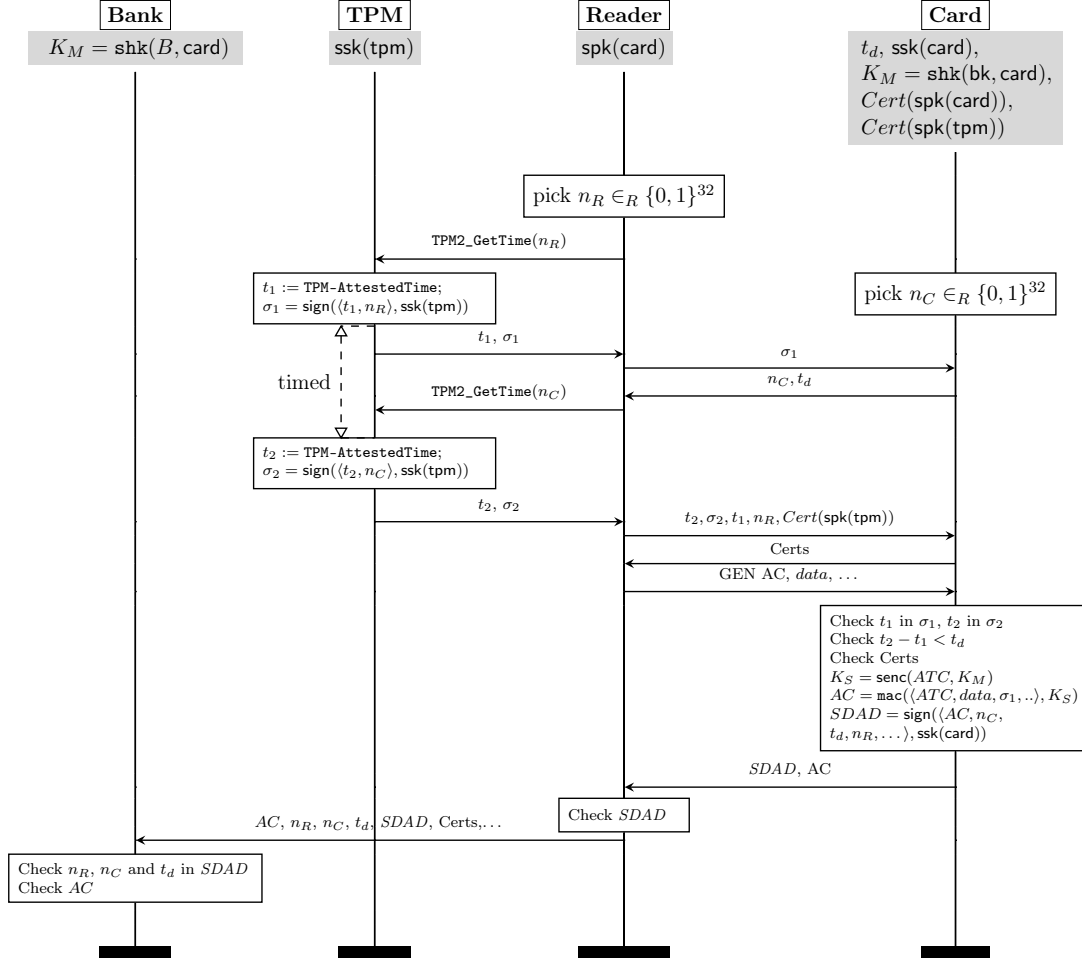 Bank
TPM
Reader
Card
K_M = shk(B, card)
ssk(tpm)
spk(card)
t_d, ssk(card),
K_M = shk(bk, card),
Cert(spk(card)),
Cert(spk(tpm))
pick n_R ∈_R {0, 1}^32
TPM2_GetTime(n_R)
t_1 := TPM-AttestedTime;
σ_1 = sign(⟨t_1, n_R⟩, ssk(tpm))
pick n_C ∈_R {0, 1}^32
t_1, σ_1
σ_1
timed
n_C, t_d
TPM2_GetTime(n_C)
t_2 := TPM-AttestedTime;
σ_2 = sign(⟨t_2, n_C⟩, ssk(tpm))
t_2, σ_2
t_2, σ_2, t_1, n_R, Cert(spk(tpm))
Certs
GEN AC, data, ...
Check t_1 in σ_1, t_2 in σ_2
Check t_2 − t_1 < t_d
Check Certs
K_S = senc(ATC, K_M)
AC = mac(⟨ATC, data, σ_1, ..⟩, K_S)
SDAD = sign(⟨AC, n_C,
t_d, n_R, ...⟩, ssk(card))
SDAD, AC
Check SDAD
AC, n_R, n_C, t_d, SDAD, Certs,...
Check n_R, n_C and t_d in SDAD
Check AC